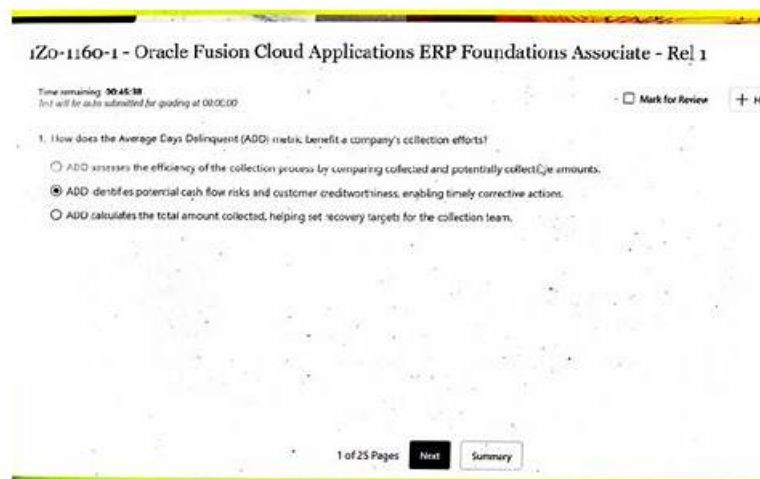 1Z0-1160-1 - Oracle Fusion Cloud Applications ERP Foundations Associate - Rel 1
Time remaining: 00:45:38
Test will be auto submitted for grading at 00:00:00
Mark for Review
1. How does the Average Days Delinquent (ADD) metric benefit a company's collection efforts?
ADD assesses the efficiency of the collection process by comparing collected and potentially collectible amounts.
ADD identifies potential cash flow risks and customer creditworthiness, enabling timely corrective actions.
ADD calculates the total amount collected, helping set recovery targets for the collection team.
1 of 25 Pages Next Summary